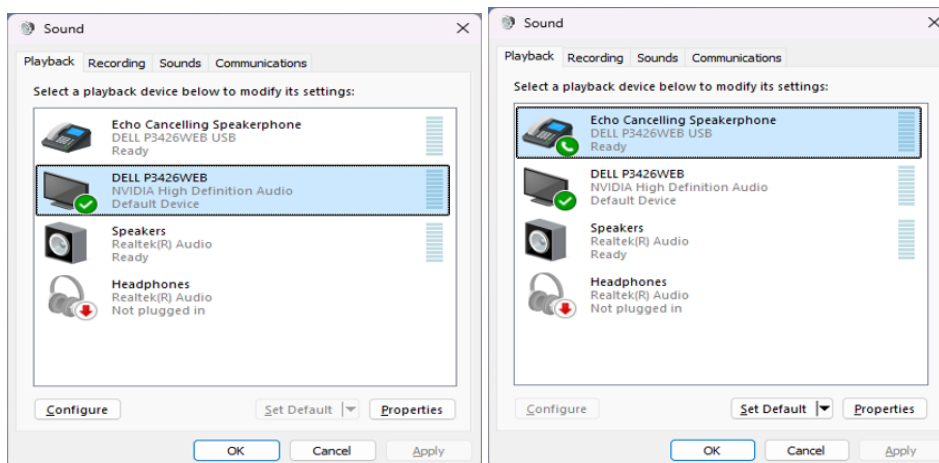 Sound
Playback Recording Sounds Communications
Select a playback device below to modify its settings:
Echo Cancelling Speakerphone
DELL P3426WEB USB
Ready
DELL P3426WEB
NVIDIA High Definition Audio
Default Device
Speakers
Realtek(R) Audio
Ready
Headphones
Realtek(R) Audio
Not plugged in
Configure Set Default Properties
OK Cancel Apply
Sound
Playback Recording Sounds Communications
Select a playback device below to modify its settings:
Echo Cancelling Speakerphone
DELL P3426WEB USB
Ready
DELL P3426WEB
NVIDIA High Definition Audio
Default Device
Speakers
Realtek(R) Audio
Ready
Headphones
Realtek(R) Audio
Not plugged in
Configure Set Default Properties
OK Cancel Apply